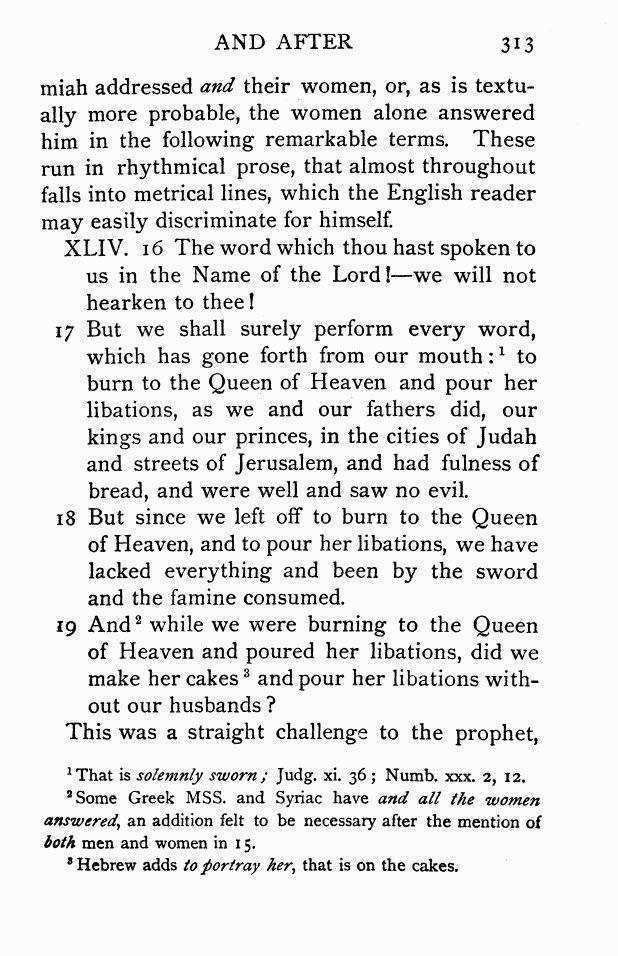 AND AFTER 313
miah addressed and their women, or, as is textu-
ally more probable, the women alone answered
him in the following remarkable terms. These
run in rhythmical prose, that almost throughout
falls into metrical lines, which the English reader
may easily discriminate for himself.
XLIV. 16 The word which thou hast spoken to
us in the Name of the Lord!—we will not
hearken to thee!
17 But we shall surely perform every word,
which has gone forth from our mouth:¹ to
burn to the Queen of Heaven and pour her
libations, as we and our fathers did, our
kings and our princes, in the cities of Judah
and streets of Jerusalem, and had fulness of
bread, and were well and saw no evil.
18 But since we left off to burn to the Queen
of Heaven, and to pour her libations, we have
lacked everything and been by the sword
and the famine consumed.
19 And² while we were burning to the Queen
of Heaven and poured her libations, did we
make her cakes³ and pour her libations with-
out our husbands?
This was a straight challenge to the prophet,
¹ That is solemnly sworn; Judg. xi. 36; Numb. xxx. 2, 12.
² Some Greek MSS. and Syriac have and all the women
answered, an addition felt to be necessary after the mention of
both men and women in 15.
³ Hebrew adds to portray her, that is on the cakes.